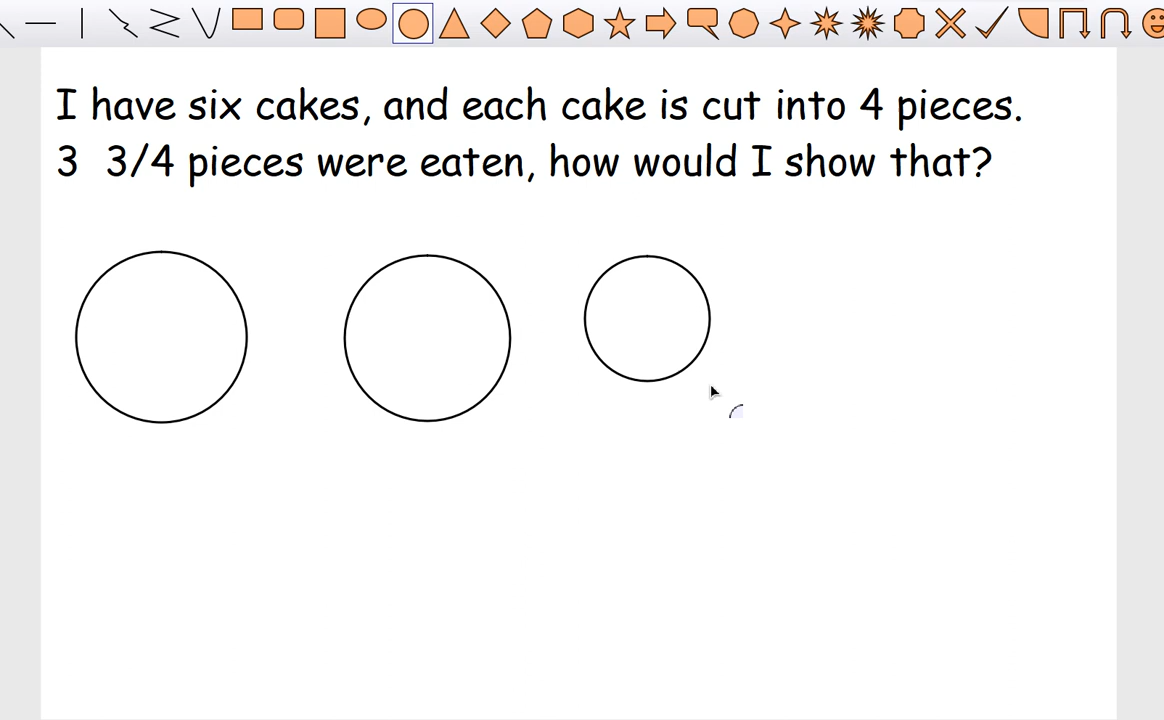 I have six cakes, and each cake is cut into 4 pieces.
3 3/4 pieces were eaten, how would I show that?